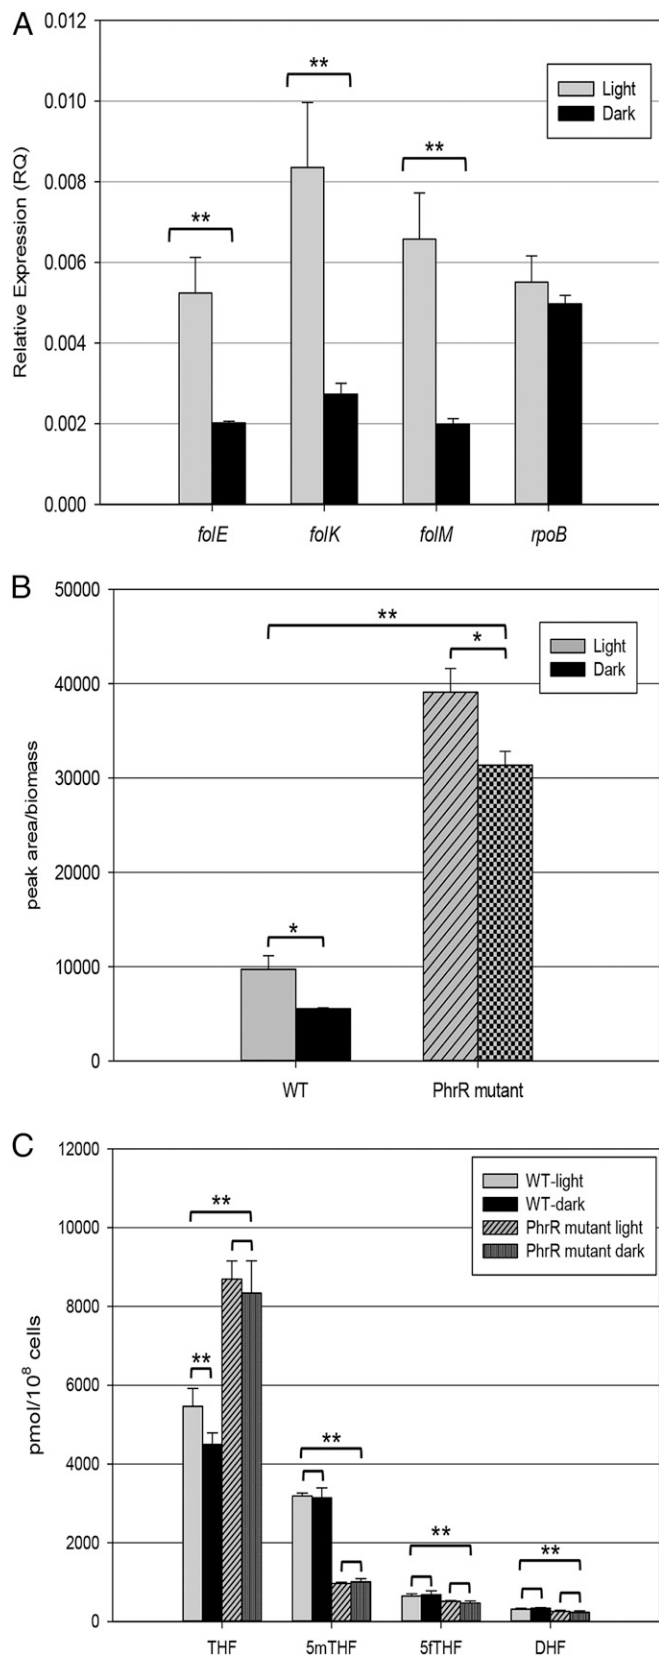 A
0.012
0.010
0.008
0.006
0.004
0.002
0.000
Relative Expression (RQ)
**
**
**
Light
Dark
folE folK folM rpoB
B
50000
40000
30000
20000
10000
0
peak area/biomass
**
*
*
Light
Dark
WT PhrR mutant
C
12000
10000
8000
6000
4000
2000
0
pmol/10⁸ cells
**
**
**
**
**
WT-light
WT-dark
PhrR mutant light
PhrR mutant dark
THF 5mTHF 5fTHF DHF